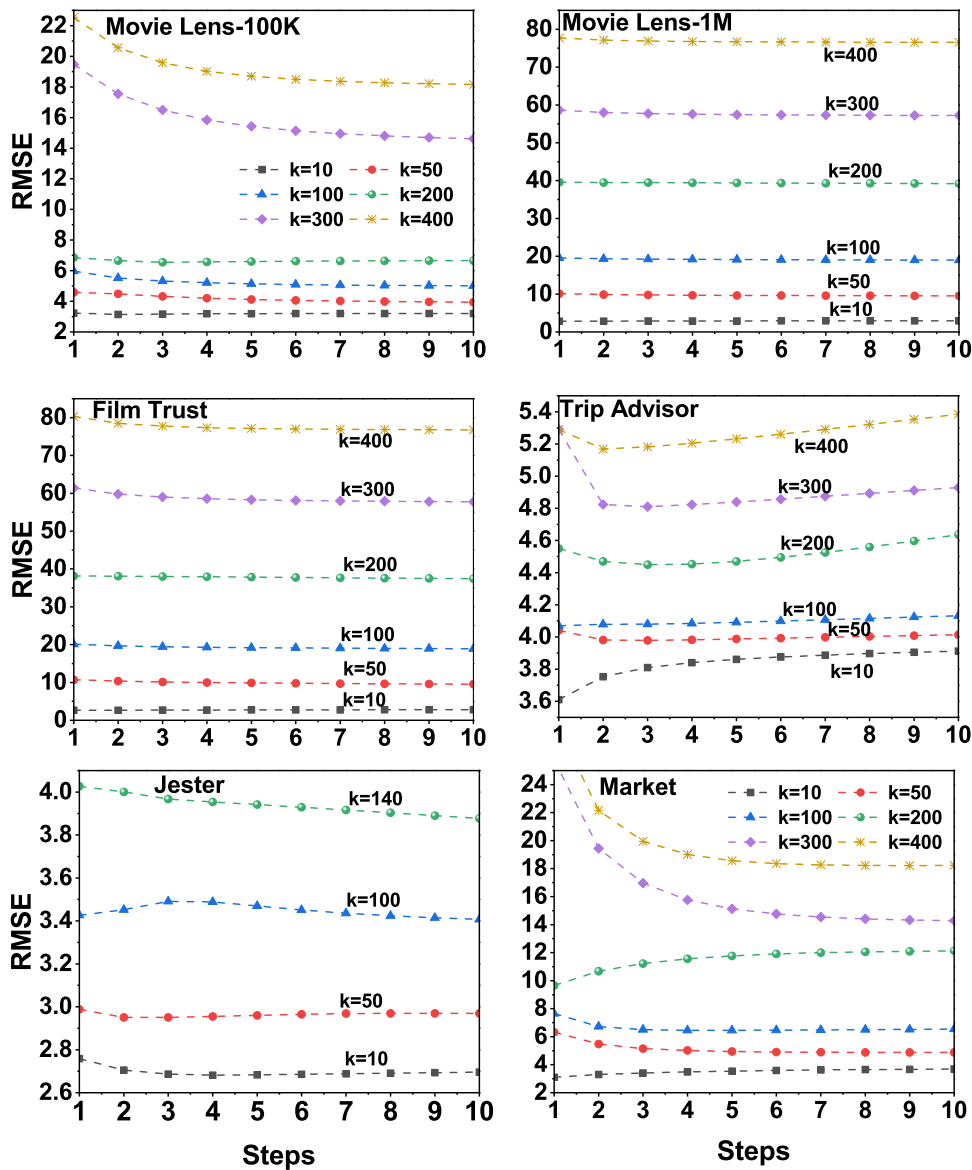 Movie Lens-100K
RMSE
22
20
18
16
14
12
10
8
6
4
2
k=10 k=50
k=100 k=200
k=300 k=400
1 2 3 4 5 6 7 8 9 10
Movie Lens-1M
80
70
60
50
40
30
20
10
0
k=400
k=300
k=200
k=100
k=50
k=10
1 2 3 4 5 6 7 8 9 10
Film Trust
RMSE
80
70
60
50
40
30
20
10
0
k=400
k=300
k=200
k=100
k=50
k=10
1 2 3 4 5 6 7 8 9 10
Trip Advisor
5.4
5.2
5.0
4.8
4.6
4.4
4.2
4.0
3.8
3.6
k=400
k=300
k=200
k=100
k=50
k=10
1 2 3 4 5 6 7 8 9 10
Jester
RMSE
4.0
3.8
3.6
3.4
3.2
3.0
2.8
2.6
k=140
k=100
k=50
k=10
1 2 3 4 5 6 7 8 9 10
Steps
Market
24
22
20
18
16
14
12
10
8
6
4
2
k=10 k=50
k=100 k=200
k=300 k=400
1 2 3 4 5 6 7 8 9 10
Steps